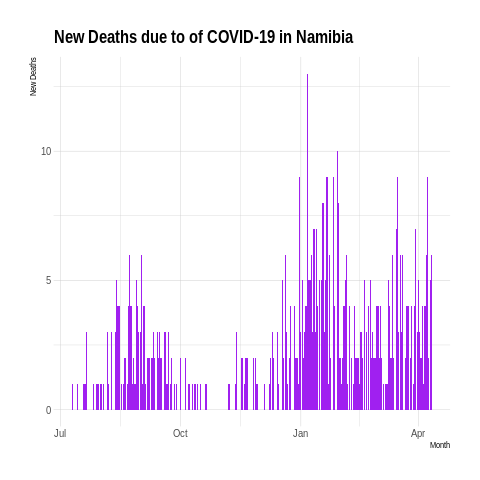 New Deaths due to of COVID-19 in Namibia
New Deaths
10
5
0
Jul
Oct
Jan
Apr
Month